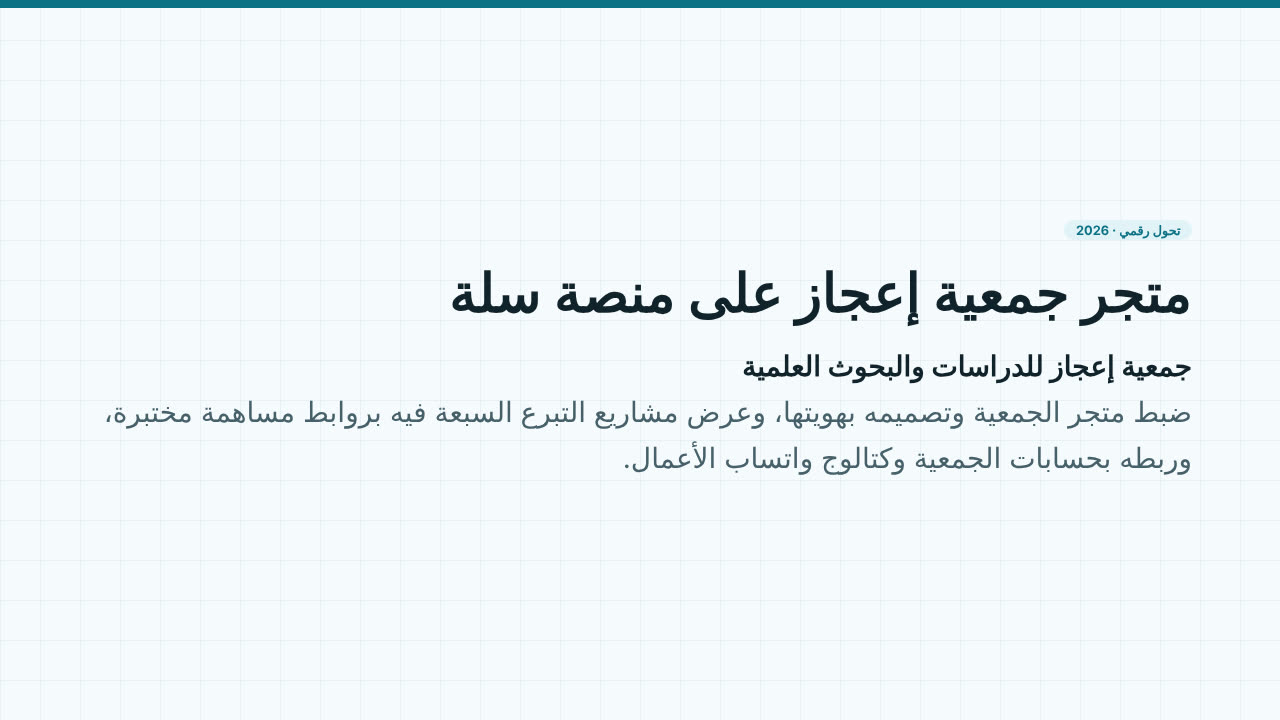 تحول رقمي · 2026
متجر جمعية إعجاز على منصة سلة
جمعية إعجاز للدراسات والبحوث العلمية
ضبط متجر الجمعية وتصميمه بهويتها، وعرض مشاريع التبرع السبعة فيه بروابط مساهمة مختبرة،
وربطه بحسابات الجمعية وكتالوج واتساب الأعمال.